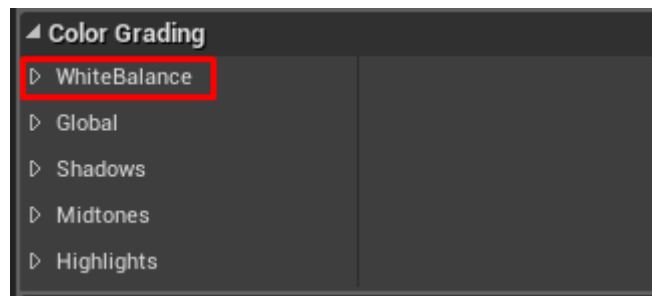 Color Grading
WhiteBalance
Global
Shadows
Midtones
Highlights